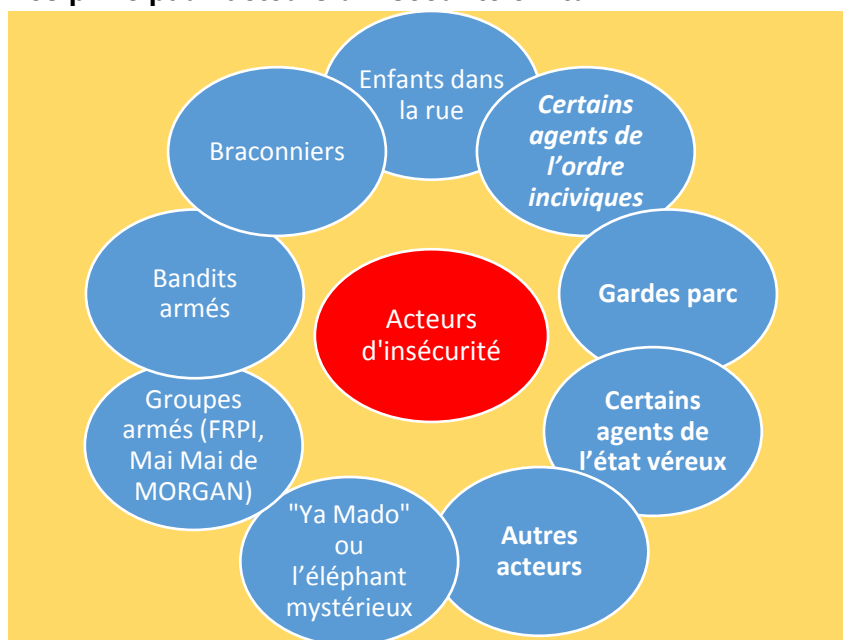 Enfants dans
la rue
Certains
agents de
l’ordre
inciviques
Gardes parc
Certains
agents de
l’état véreux
Autres
acteurs
"Ya Mado"
ou
l’éléphant
mystérieux
Groupes
armés (FRPI,
Mai Mai de
MORGAN)
Bandits
armés
Braconniers
Acteurs
d'insécurité